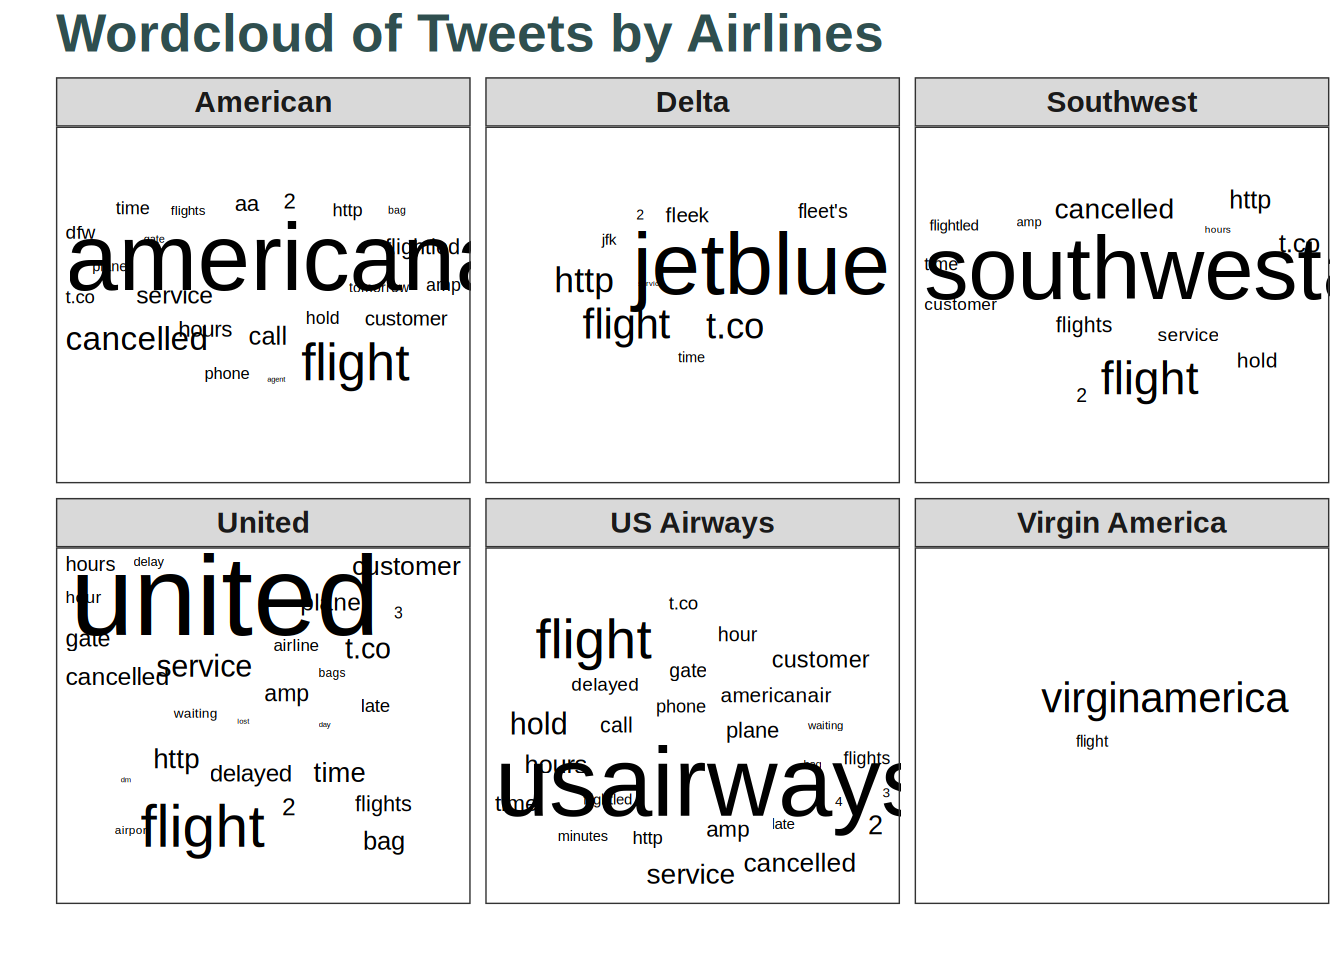 Wordcloud of Tweets by Airlines
American
time flights aa 2 http bag
dfw gate flightled
americana
plane
t.co service tomorrow amp
cancelled hours call hold customer
flight
phone agent
Delta
2 fleek fleet's
jfk jetblue
http
flight t.co
time
Southwest
flightled amp cancelled http
hours
time southwesta t.co
customer
flights service
flight hold
2
United
hours delay customer
united
hour plane 3
gate airline t.co
cancelled service bags
amp
waiting lost day late
http delayed time
dm
flight 2 flights
airport bag
US Airways
t.co
flight hour
gate customer
delayed americanair
phone
hold call plane waiting
hours bag flights
usairways
time flightled 4 3
minutes http amp late 2
service cancelled
Virgin America
virginamerica
flight